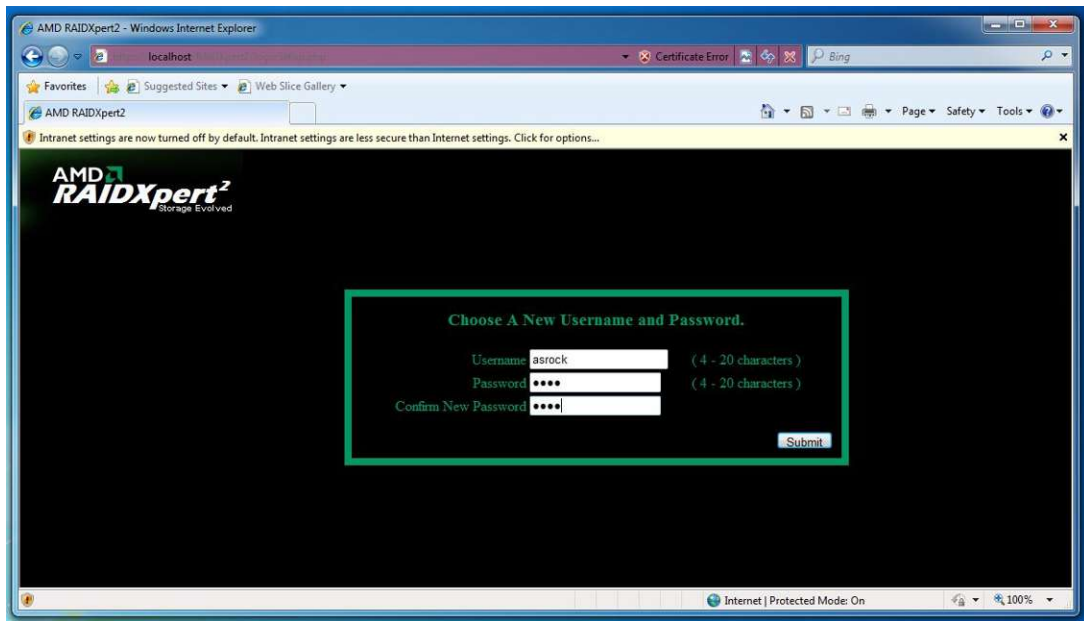 AMD RAIDXpert2 - Windows Internet Explorer
localhost
Certificate Error
Bing
Favorites
Suggested Sites
Web Slice Gallery
AMD RAIDXpert2
Page
Safety
Tools
Intranet settings are now turned off by default. Intranet settings are less secure than Internet settings. Click for options...
AMD
RAIDXpert2
Storage Evolved
Choose A New Username and Password.
Username asrock ( 4 - 20 characters )
Password •••• ( 4 - 20 characters )
Confirm New Password ••••
Submit
Internet | Protected Mode: On
100%